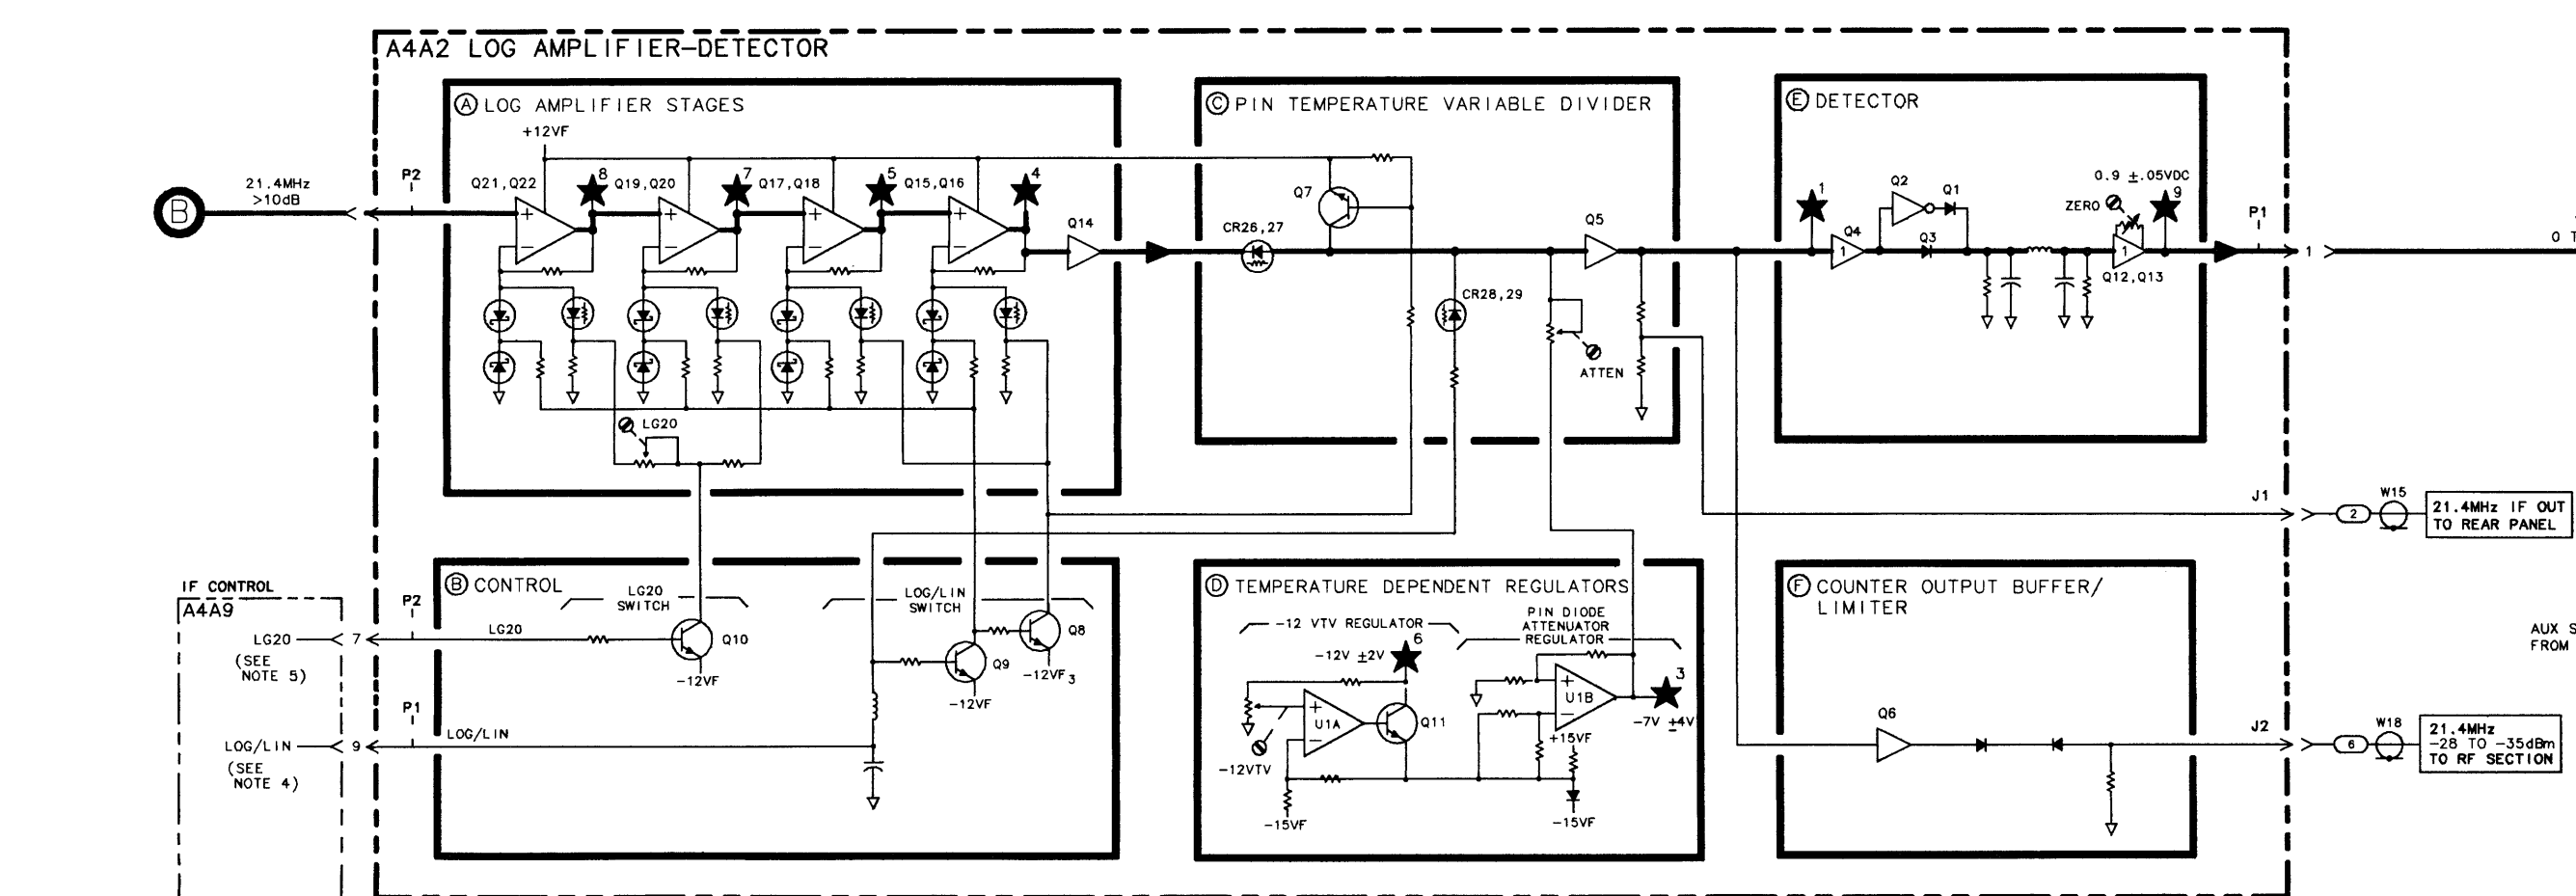 A4A2 LOG AMPLIFIER-DETECTOR
Ⓐ LOG AMPLIFIER STAGES
+12VF
B
21.4MHz
>10dB
P2
Q21,Q22
8
Q19,Q20
7
Q17,Q18
5
Q15,Q16
4
Q14
+
−
+
−
+
−
+
−
LG20
Ⓒ PIN TEMPERATURE VARIABLE DIVIDER
Q7
CR26,27
CR28,29
Q5
ATTEN
Ⓔ DETECTOR
1
Q2
Q1
Q4
1
Q3
0.9 ±.05VDC
ZERO
9
1
Q12,Q13
P1
1
O T
J1
2
W15
21.4MHz IF OUT
TO REAR PANEL
IF CONTROL
A4A9
LG20
7
(SEE
NOTE 5)
P2
LG20
P1
LOG/LIN
9
(SEE
NOTE 4)
LOG/LIN
Ⓑ CONTROL
LG20
SWITCH
LOG/LIN
SWITCH
Q10
-12VF
Q9
-12VF
Q8
-12VF3
Ⓓ TEMPERATURE DEPENDENT REGULATORS
-12 VTV REGULATOR
PIN DIODE
ATTENUATOR
REGULATOR
6
-12V ±2V
+
U1A
−
Q11
-12VTV
-15VF
+
U1B
−
3
-7V ±4V
+15VF
-15VF
Ⓕ COUNTER OUTPUT BUFFER/
LIMITER
Q6
J2
6
W18
21.4MHz
-28 TO -35dBm
TO RF SECTION
AUX S
FROM